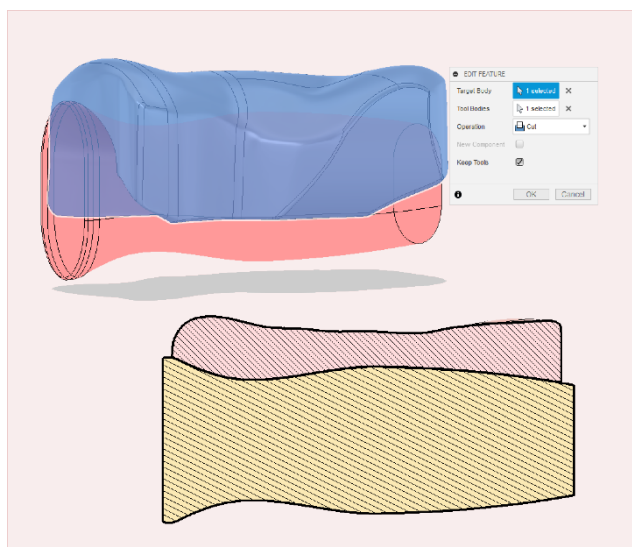 EDIT FEATURE
Target Body 1 selected
Tool Bodies 1 selected
Operation Cut
New Component
Keep Tools
OK Cancel